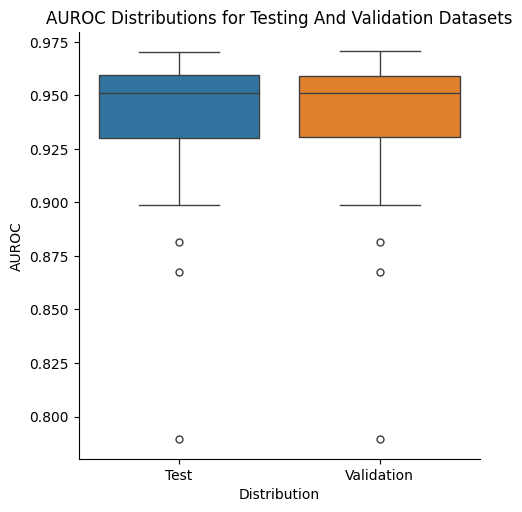 AUROC Distributions for Testing And Validation Datasets
0.975
0.950
0.925
0.900
0.875
0.850
0.825
0.800
AUROC
Test
Validation
Distribution